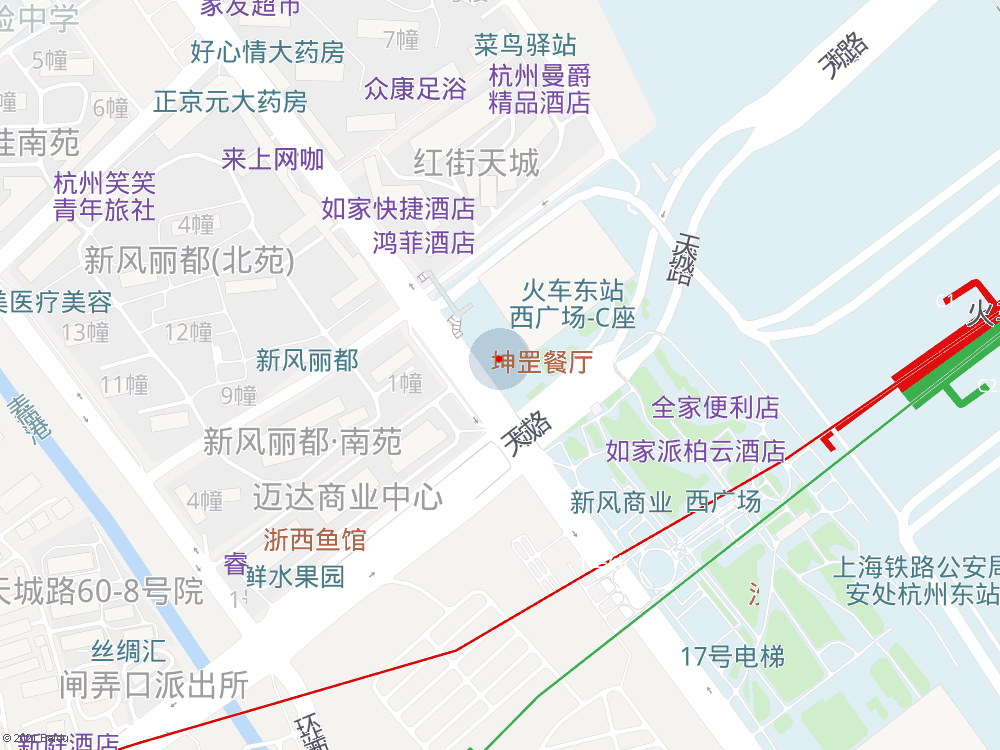 家友超市
验中学
7幢
好心情大药房
菜鸟驿站
天城路
5幢
众康足浴
杭州曼爵
精品酒店
6幢
正京元大药房
幢
佳南苑
来上网咖
红街天城
杭州笑笑
青年旅社
如家快捷酒店
4幢
鸿菲酒店
天城路
新风丽都(北苑)
火车东站
西广场-C座
美医疗美容
火车
13幢
12幢
新风丽都
坤罡餐厅
11幢
1幢
9幢
全家便利店
天城路
新风丽都·南苑
如家派柏云酒店
4幢
迈达商业中心
新风商业
西广场
浙西鱼馆
睿
鲜水果园
上海铁路公安局
安处杭州东站
天城路60-8号院
1幢
丝绸汇
17号电梯
闸弄口派出所
新庭酒店
© 2021 Baidu